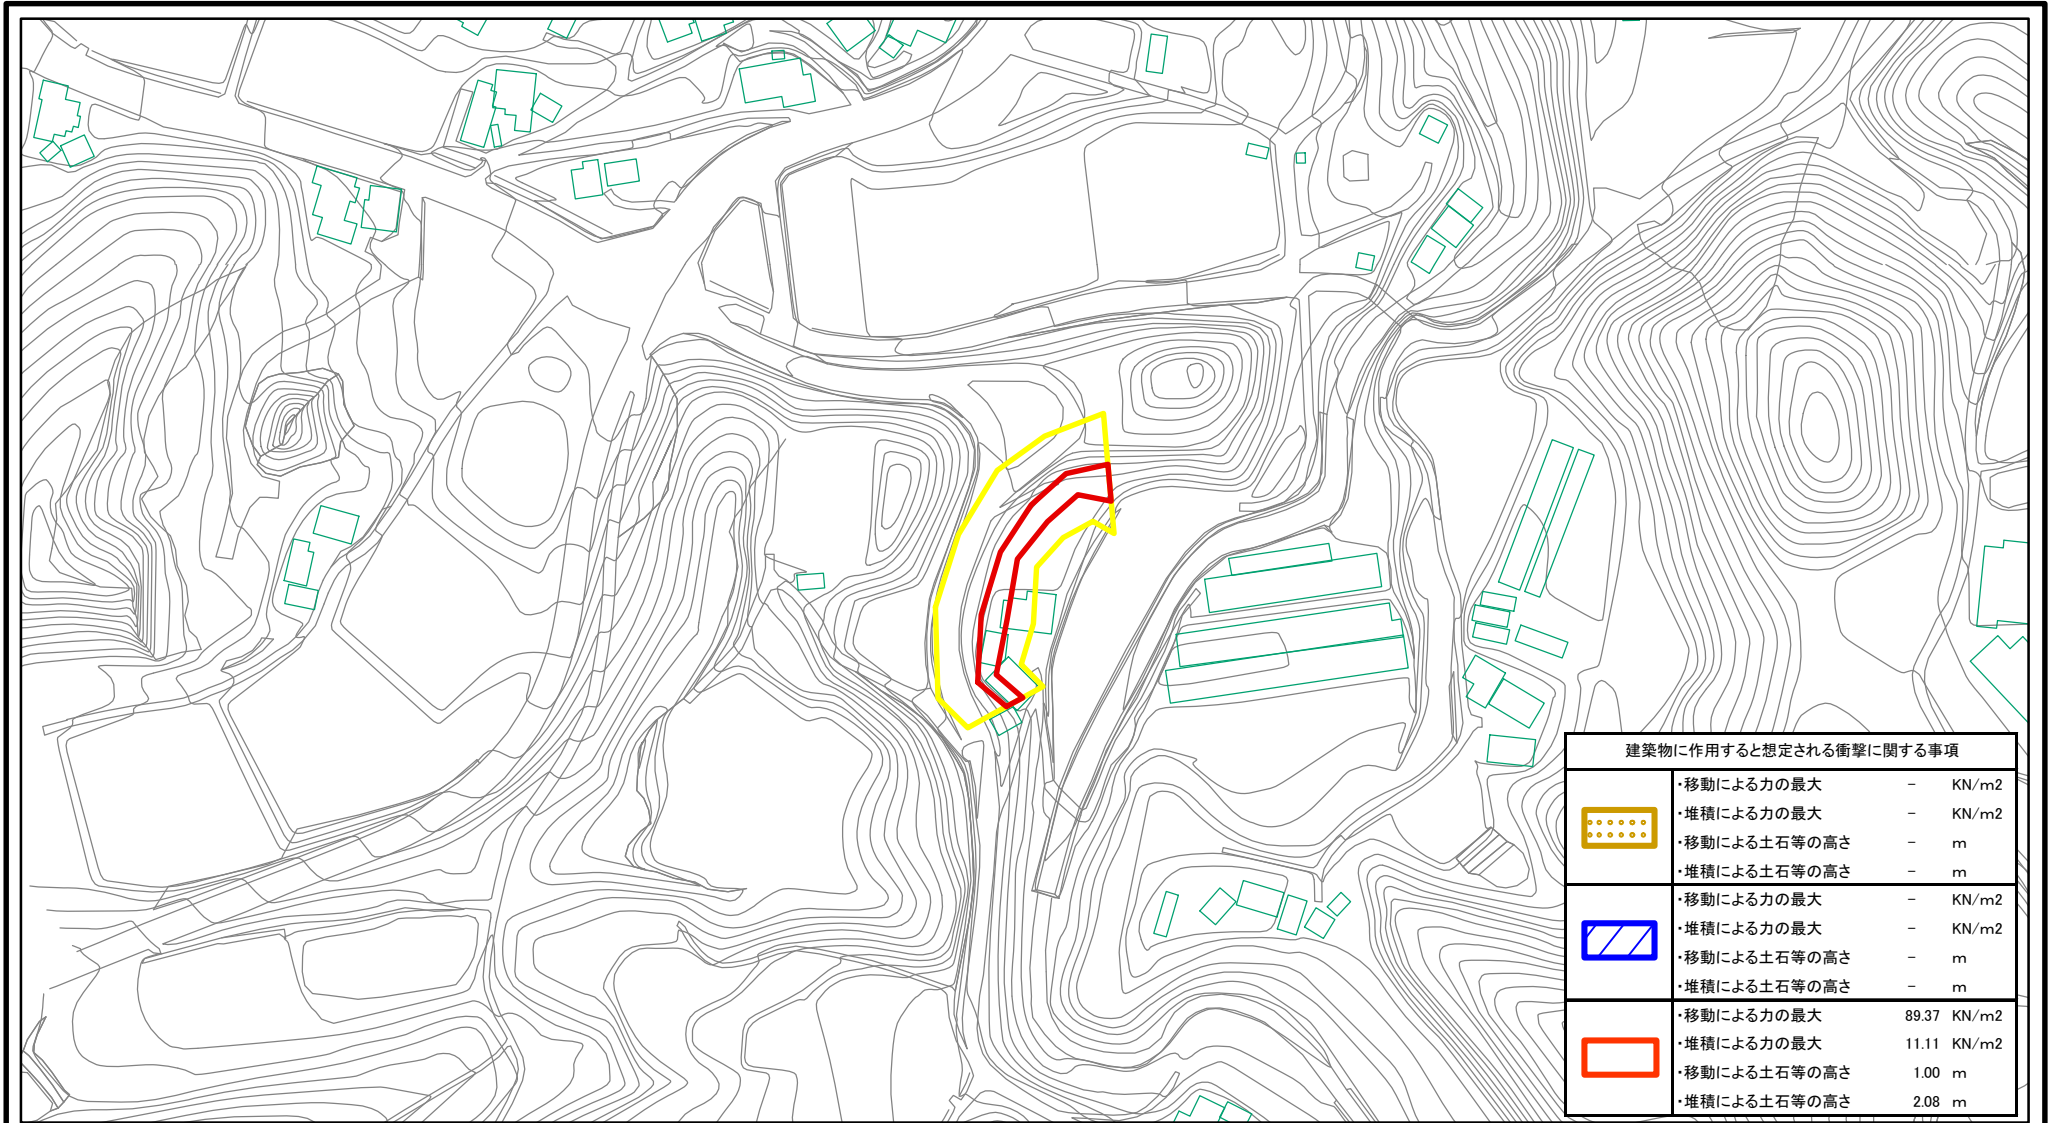 建築物に作用すると想定される衝撃に関する事項
・移動による力の最大 － KN/m2
・堆積による力の最大 － KN/m2
・移動による土石等の高さ － m
・堆積による土石等の高さ － m
・移動による力の最大 － KN/m2
・堆積による力の最大 － KN/m2
・移動による土石等の高さ － m
・堆積による土石等の高さ － m
・移動による力の最大 89.37 KN/m2
・堆積による力の最大 11.11 KN/m2
・移動による土石等の高さ 1.00 m
・堆積による土石等の高さ 2.08 m